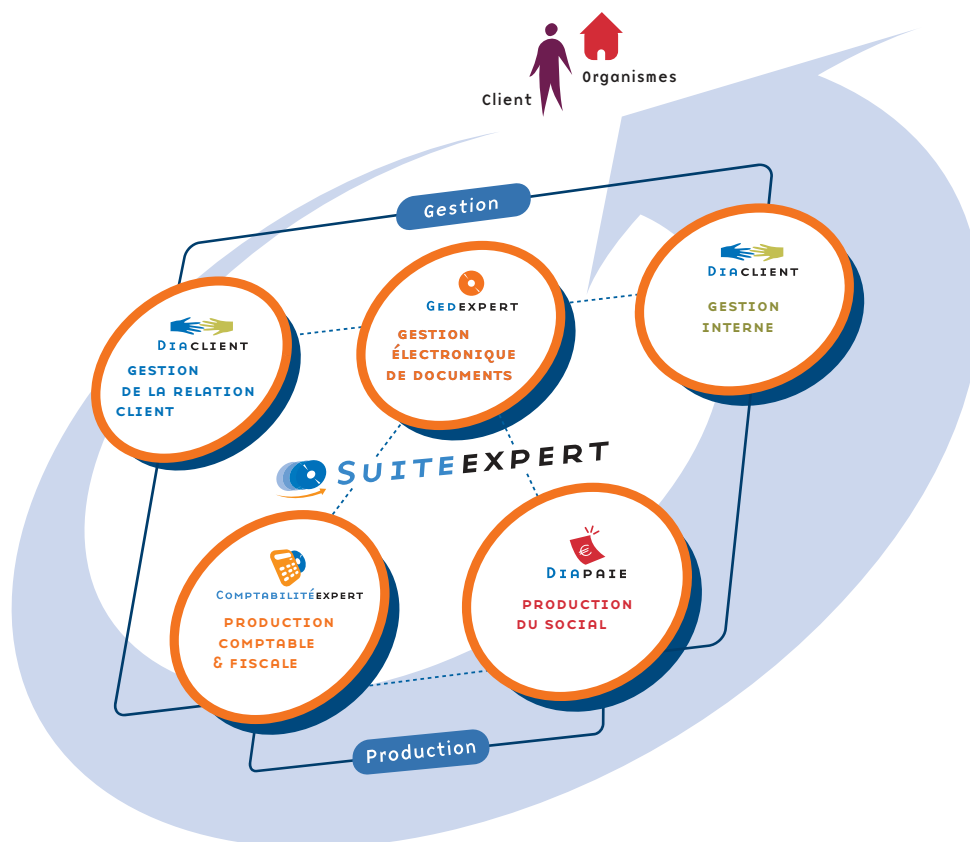 Organismes
Client
Gestion
DIACLIENT
GESTION
INTERNE
GEDEXPERT
GESTION
ÉLECTRONIQUE
DE DOCUMENTS
DIACLIENT
GESTION
DE LA RELATION
CLIENT
SUITEEXPERT
COMPTABILITÉEXPERT
PRODUCTION
COMPTABLE
& FISCALE
€
DIAPAIE
PRODUCTION
DU SOCIAL
Production